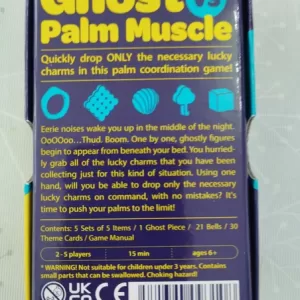 Ghost vs
Palm Muscle
Quickly drop ONLY the necessary lucky
charms in this palm coordination game!
Eerie noises wake you up in the middle of the night.
OoOOoo...Thud. Boom. One by one, ghostly figures
begin to appear from beneath your bed. You hurried-
ly grab all of the lucky charms that you have been
collecting just for this kind of situation. Using one
hand, will you be able to drop only the necessary
lucky charms on command, with no mistakes? It's
time to push your palms to the limit!
Contents: 5 Sets of 5 Items / 1 Ghost Piece / 21 Bells / 30
Theme Cards / Game Manual
2 - 5 players 15 min ages 6+
* WARNING! Not suitable for children under 3 years. Contains
small parts that can be swallowed. Choking hazard!
UK
CA CE